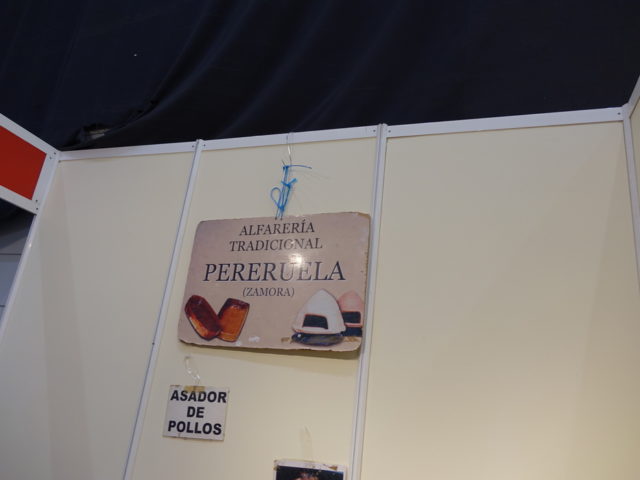 ALFARERÍA
TRADICIONAL
PERERUELA
(ZAMORA)
ASADOR
DE
POLLOS